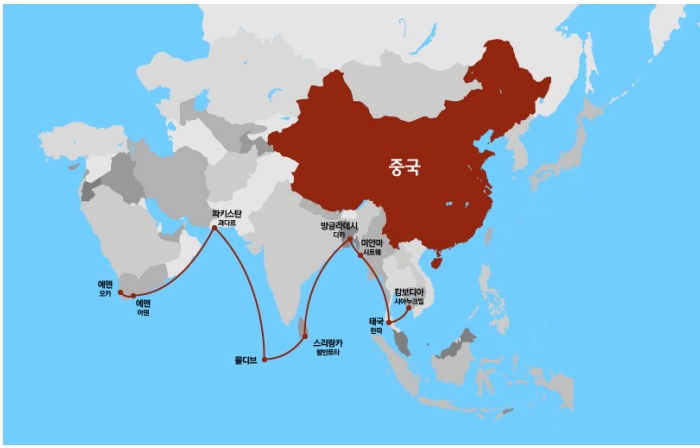 중국
파키스탄
과다르
방글라데시
다카
미얀마
시트웨
예멘
모카
예멘
아덴
캄보디아
시아누크빌
태국
몰디브
스리랑카
함반토타